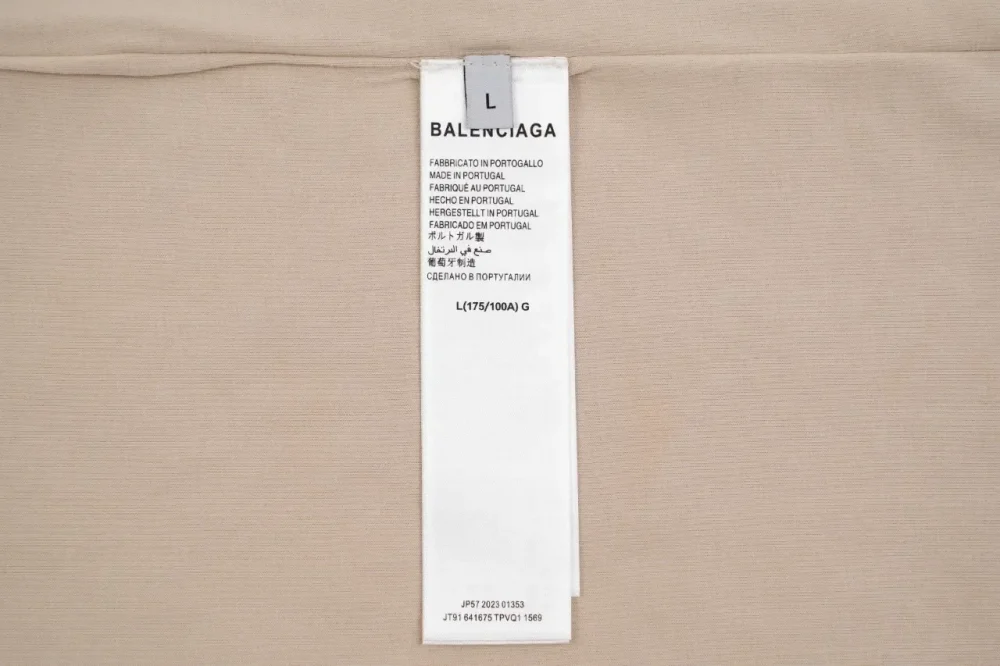 L
BALENCIAGA
FABBRICATO IN PORTOGALLO
MADE IN PORTUGAL
FABRIQUÉ AU PORTUGAL
HECHO EN PORTUGAL
HERGESTELLT IN PORTUGAL
FABRICADO EM PORTUGAL
ポルトガル製
صنع في البرتغال
葡萄牙制造
СДЕЛАНО В ПОРТУГАЛИИ
L(175/100A) G
JP57 2023 01353
JT91 641675 TPVQ1 1569